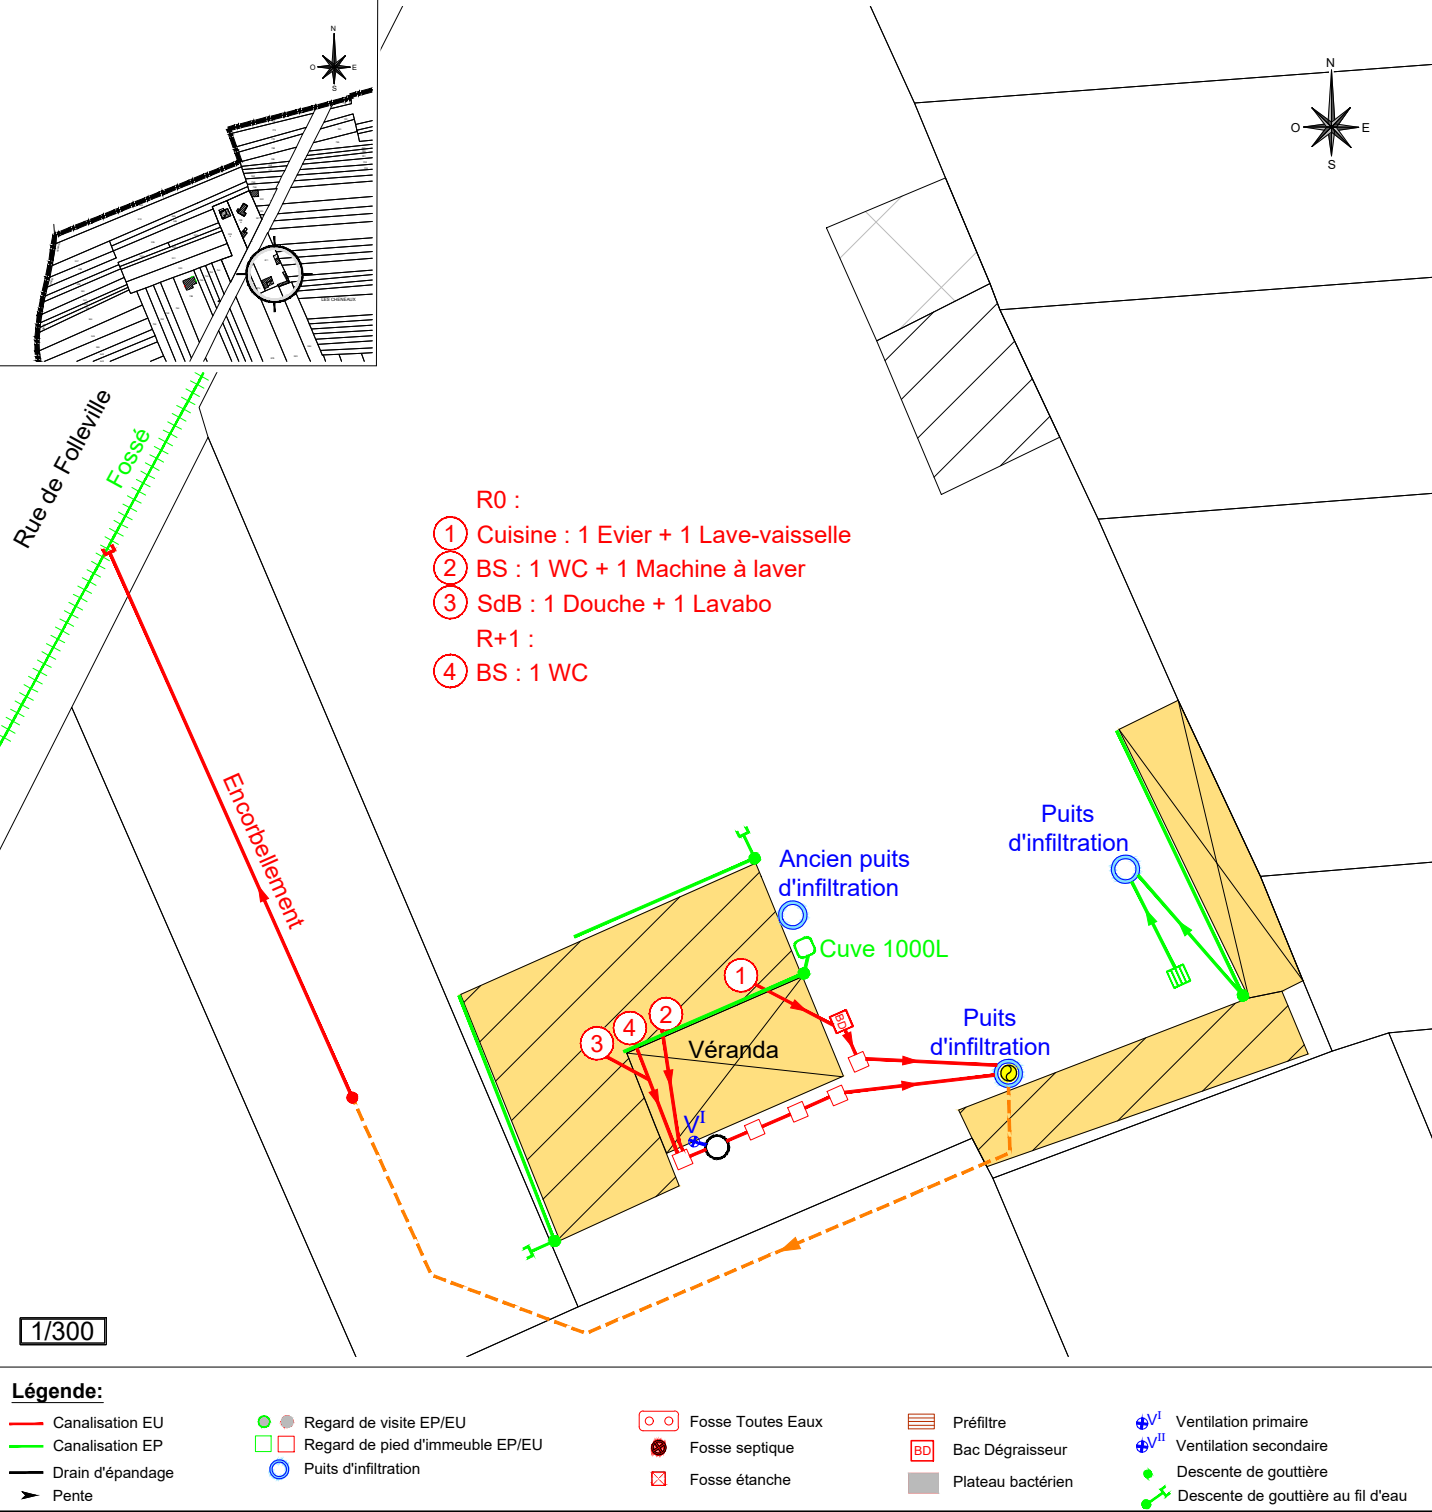 N
O E
S
LES CHENEAUX
N
O E
S
Rue de Folleville
Fossé
R0 :
1 Cuisine : 1 Evier + 1 Lave-vaisselle
2 BS : 1 WC + 1 Machine à laver
3 SdB : 1 Douche + 1 Lavabo
R+1 :
4 BS : 1 WC
Encorbellement
Puits
d'infiltration
Ancien puits
d'infiltration
Cuve 1000L
1
BD
2
4
3
Véranda
Puits
d'infiltration
VI
1/300
Légende:
Canalisation EU
Canalisation EP
Drain d'épandage
Pente
Regard de visite EP/EU
Regard de pied d'immeuble EP/EU
Puits d'infiltration
Fosse Toutes Eaux
Fosse septique
Fosse étanche
Préfiltre
BD Bac Dégraisseur
Plateau bactérien
VI Ventilation primaire
VII Ventilation secondaire
Descente de gouttière
Descente de gouttière au fil d'eau